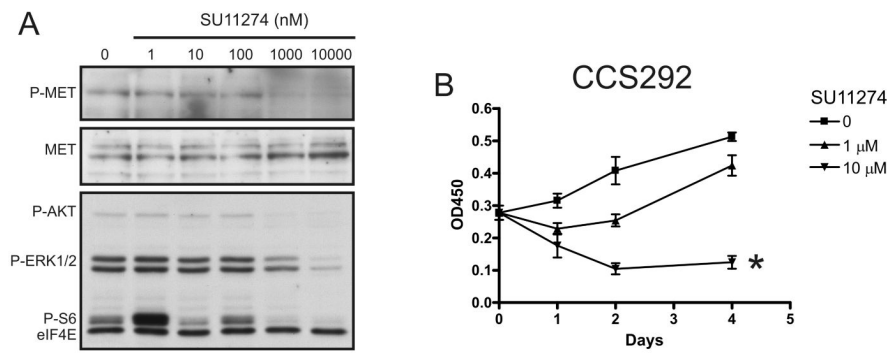 A
SU11274 (nM)
0 1 10 100 1000 10000
P-MET
MET
P-AKT
P-ERK1/2
P-S6
eIF4E
B
CCS292
SU11274
0
1 μM
10 μM
OD450
0.6
0.5
0.4
0.3
0.2
0.1
0.0
*
0 1 2 3 4 5
Days